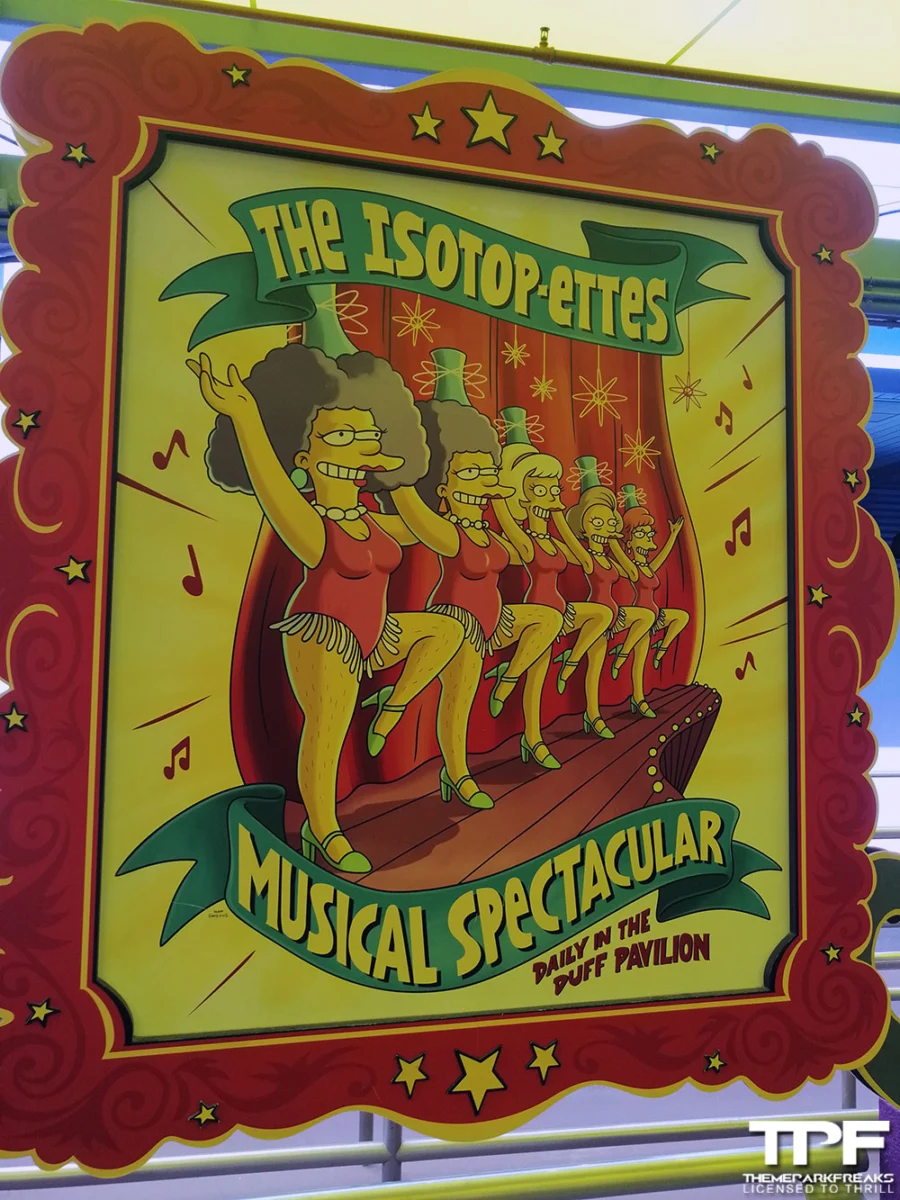 THE ISOTOP-ETTES
MUSICAL SPECTACULAR
DAILY IN THE
DUFF PAVILION
TPF
THEMEPARKFREAKS
LICENSED TO THRILL